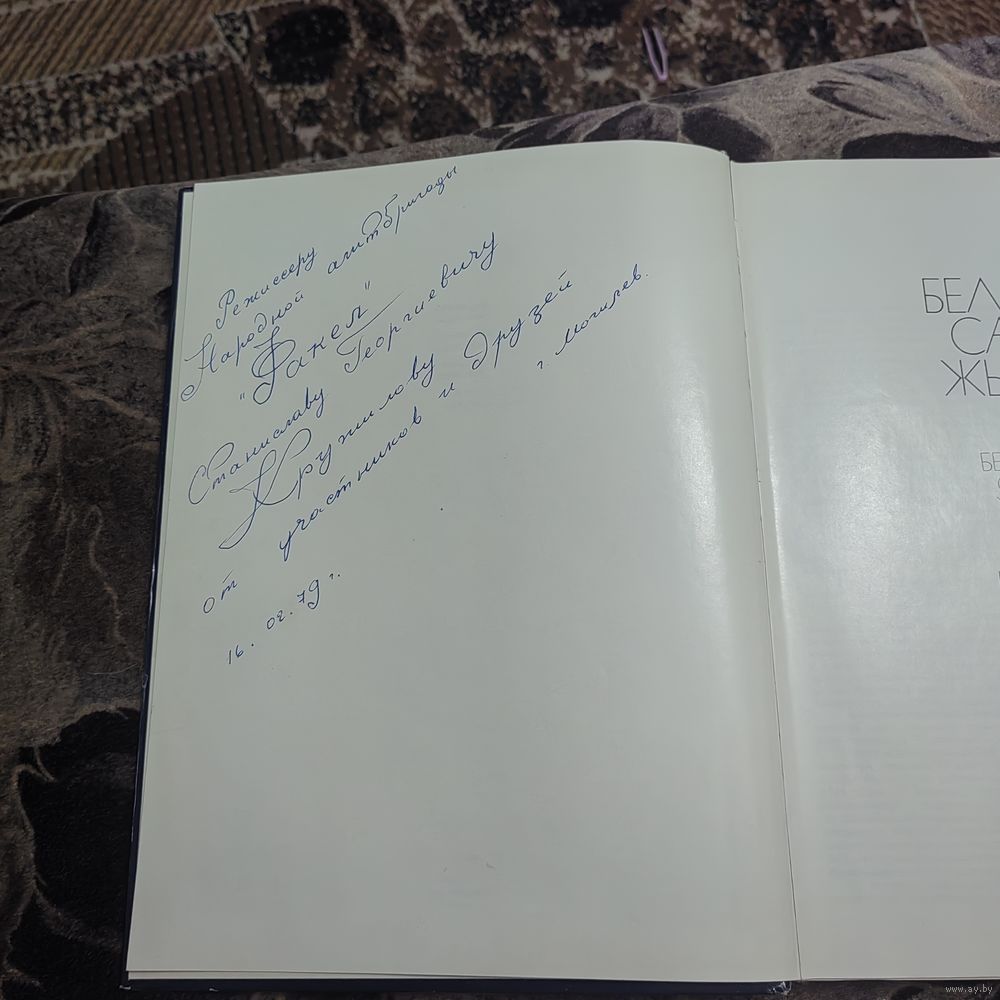 Режиссеру
Народной агитбригады
"Факел"
Станиславу Георгиевичу
Кружилову
от участников и друзей
г. Могилев.
16. 02. 79 г.
БЕЛ
СА
ЖЫ
БЕ
www.ay.by